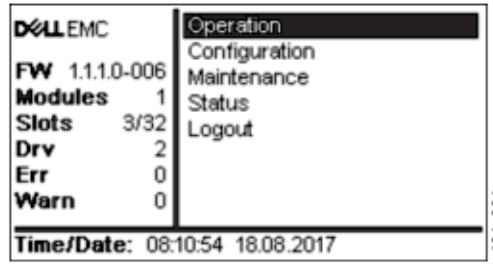 DELL EMC
FW 1.1.1.0-006
Modules 1
Slots 3/32
Drv 2
Err 0
Warn 0
Operation
Configuration
Maintenance
Status
Logout
Time/Date: 08:10:54 18.08.2017